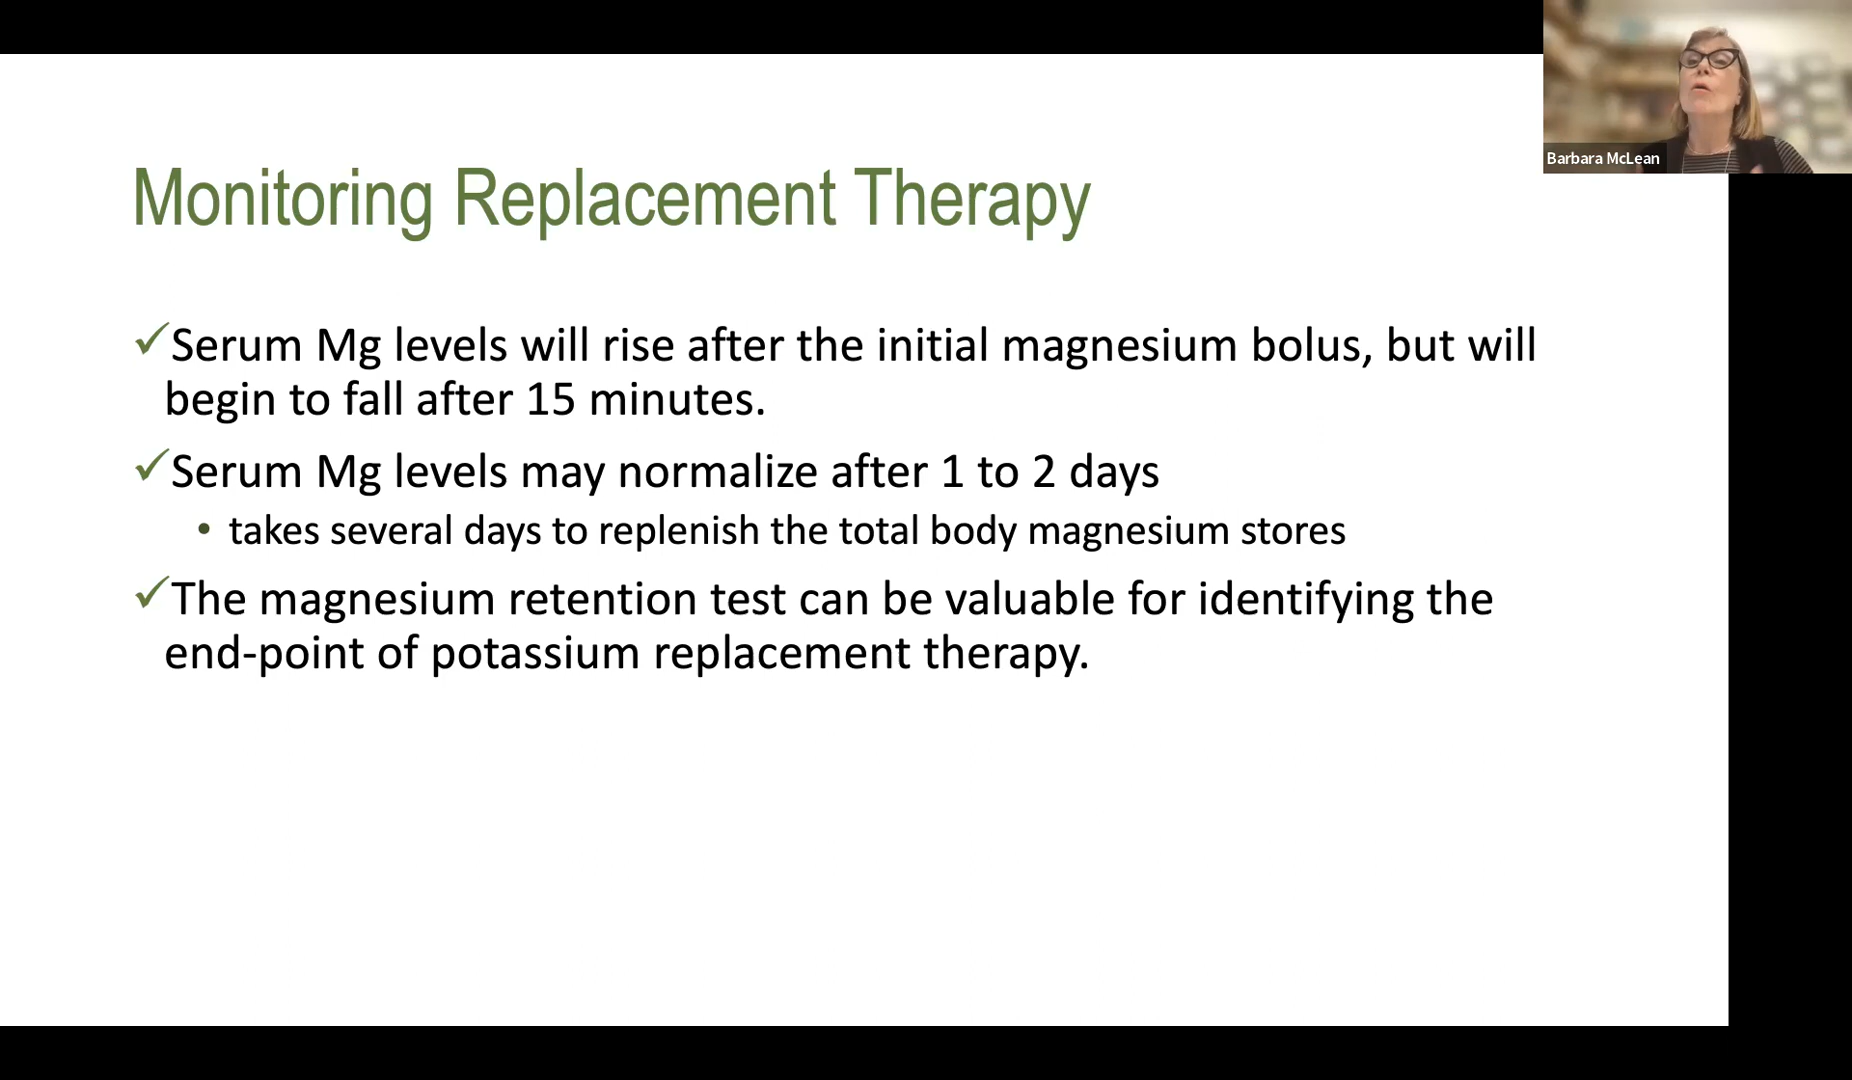 Barbara McLean
Monitoring Replacement Therapy
✓Serum Mg levels will rise after the initial magnesium bolus, but will
begin to fall after 15 minutes.
✓Serum Mg levels may normalize after 1 to 2 days
• takes several days to replenish the total body magnesium stores
✓The magnesium retention test can be valuable for identifying the
end-point of potassium replacement therapy.